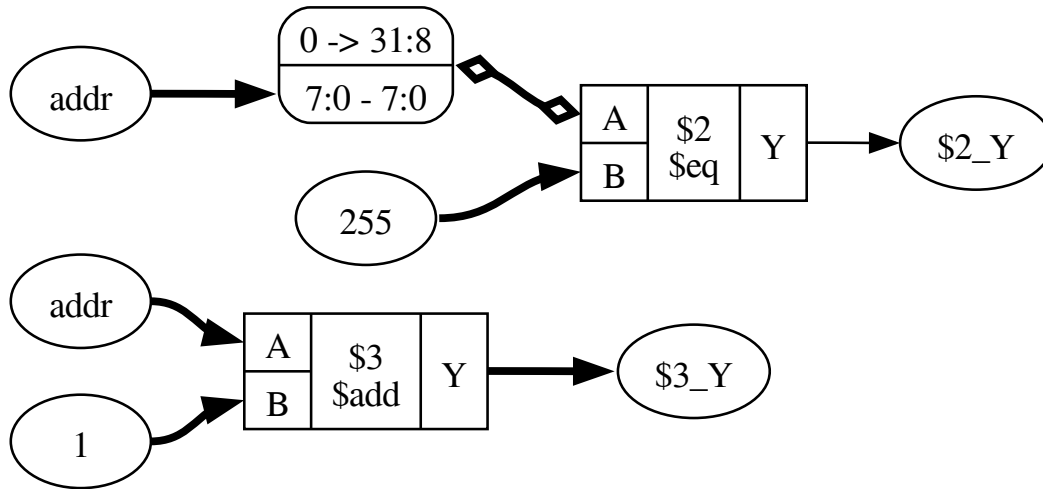 addr
0 -> 31:8
7:0 - 7:0
A
B
$2
$eq
Y
$2_Y
255
addr
A
B
$3
$add
Y
$3_Y
1